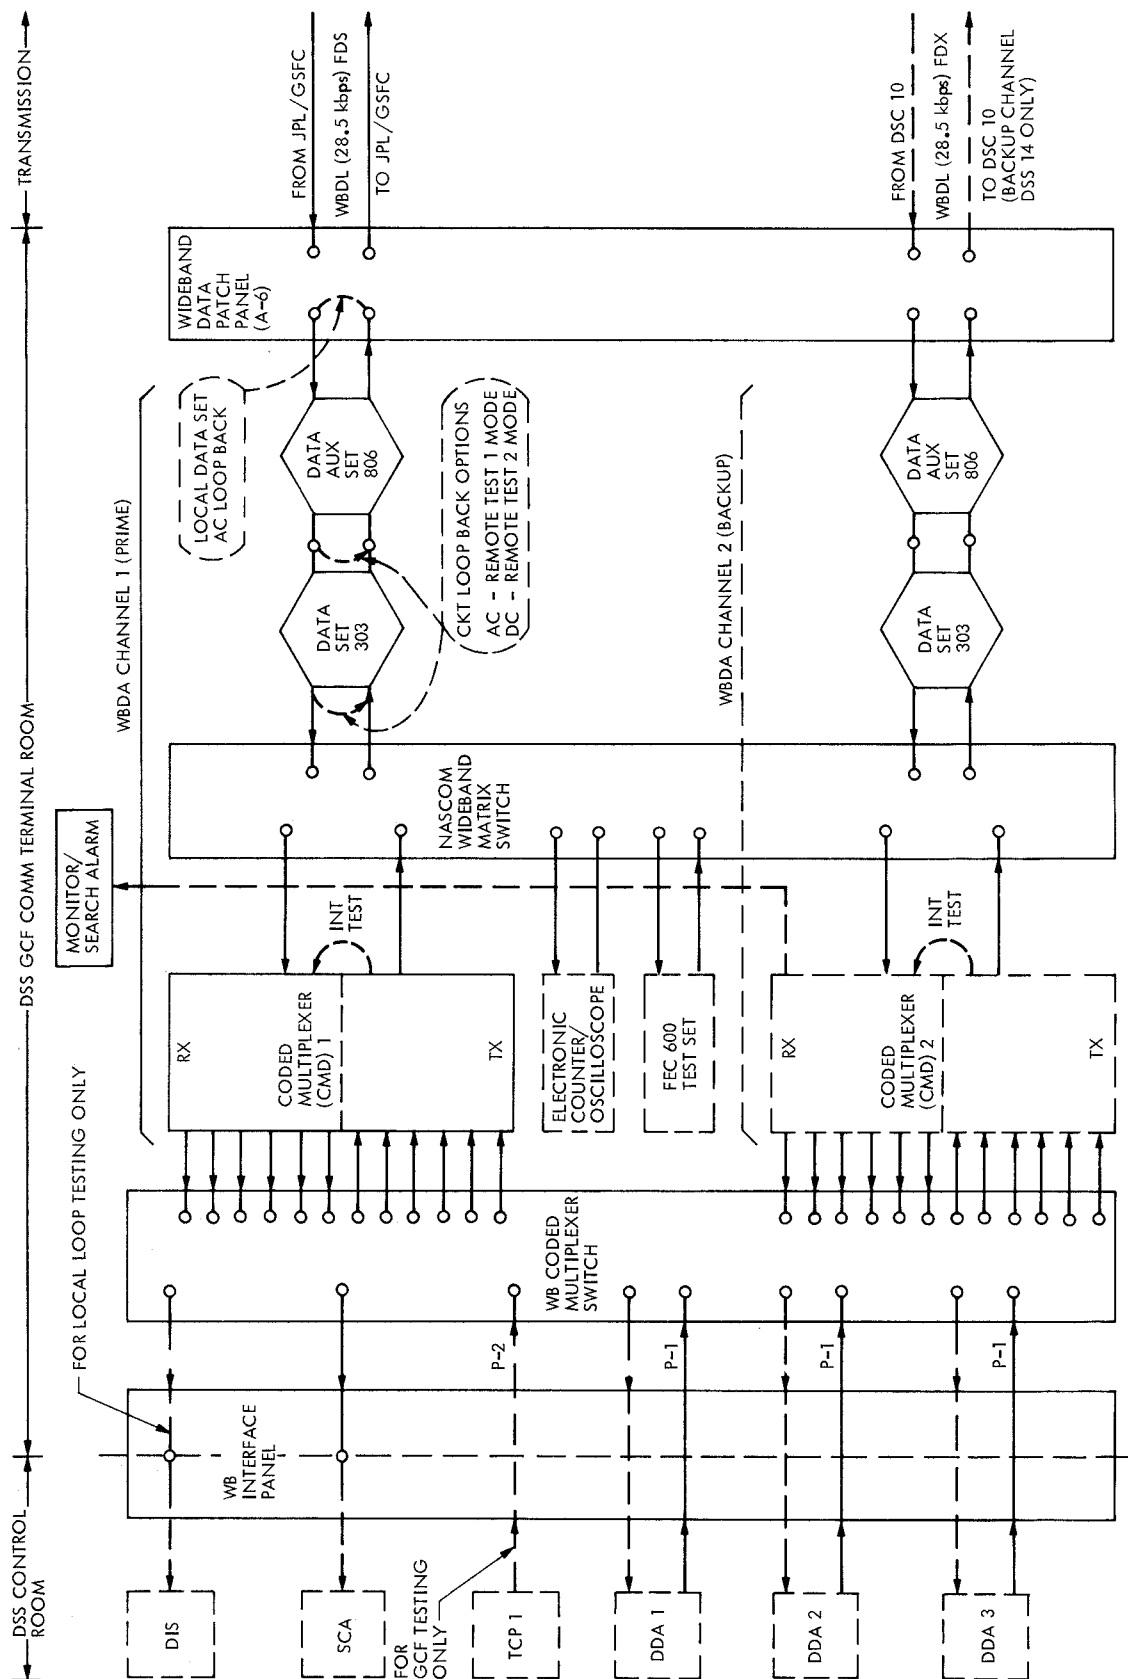 DSS CONTROL
ROOM
DSS GCF COMM TERMINAL ROOM
TRANSMISSION
FOR LOCAL LOOP TESTING ONLY
MONITOR/
SEARCH ALARM
WBDA CHANNEL 1 (PRIME)
DIS
SCA
FOR
GCF TESTING
ONLY
TCP 1
DDA 1
DDA 2
DDA 3
WB
INTERFACE
PANEL
P-2
P-1
P-1
P-1
WB CODED
MULTIPLEXER
SWITCH
RX
CODED
MULTIPLEXER
(CMD) 1
TX
INT
TEST
ELECTRONIC
COUNTER/
OSCILLOSCOPE
FEC 600
TEST SET
WBDA CHANNEL 2 (BACKUP)
RX
CODED
MULTIPLEXER
(CMD) 2
TX
INT
TEST
NASCOM
WIDEBAND
MATRIX
SWITCH
LOCAL DATA SET
AC LOOP BACK
DATA
SET
303
DATA
AUX
SET
806
CKT LOOP BACK OPTIONS
AC - REMOTE TEST 1 MODE
DC - REMOTE TEST 2 MODE
DATA
SET
303
DATA
AUX
SET
806
WIDEBAND
DATA
PATCH
PANEL
(A-6)
FROM JPL/GSFC
WBDL (28.5 kbps) FDS
TO JPL/GSFC
FROM DSC 10
WBDL (28.5 kbps) FDX
TO DSC 10
(BACKUP CHANNEL
DSS 14 ONLY)